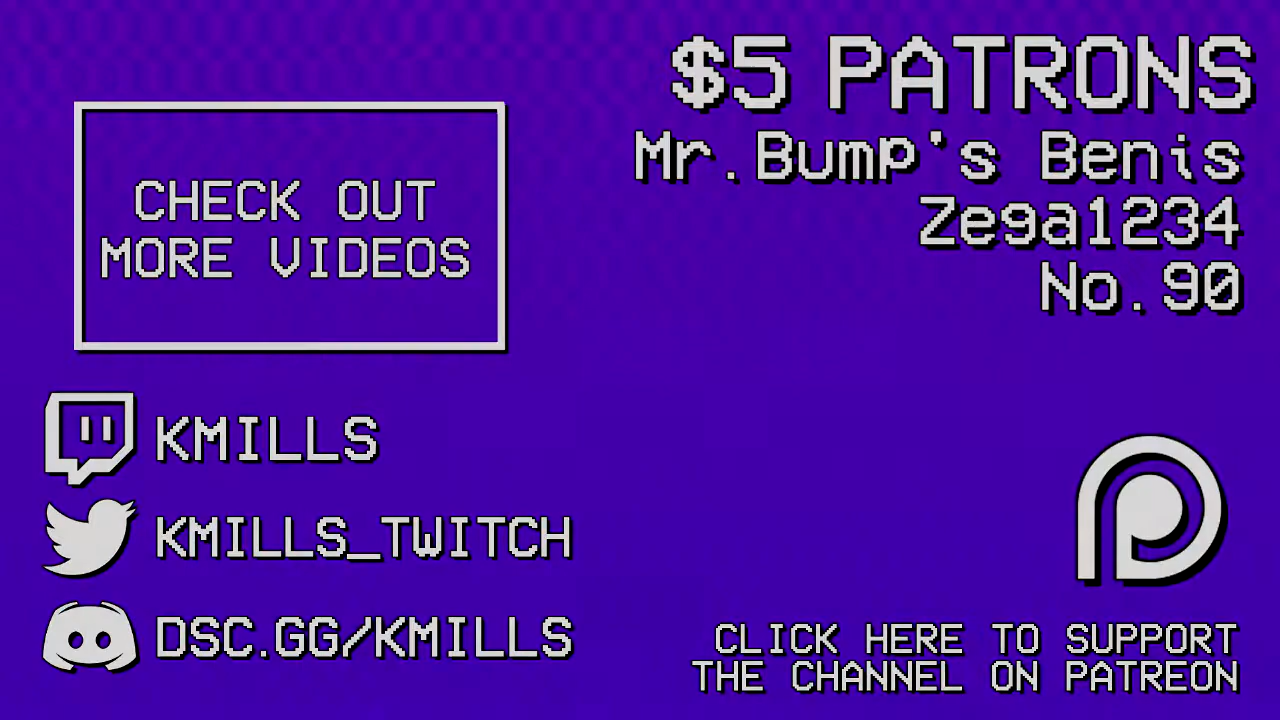 $5 PATRONS
Mr.Bump's Benis
Zega1234
No.90
CHECK OUT
MORE VIDEOS
KMILLS
KMILLS_TWITCH
DSC.GG/KMILLS
CLICK HERE TO SUPPORT
THE CHANNEL ON PATREON